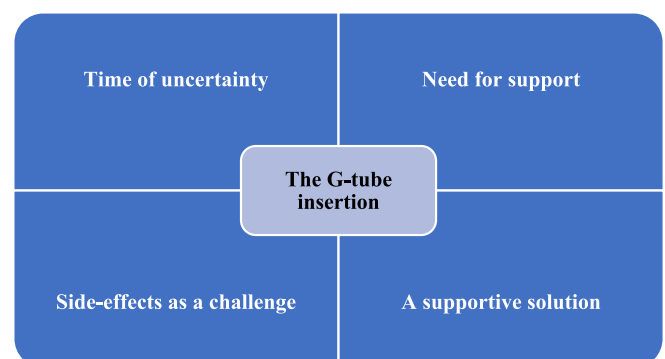 Time of uncertainty
Need for support
The G-tube
insertion
Side-effects as a challenge
A supportive solution